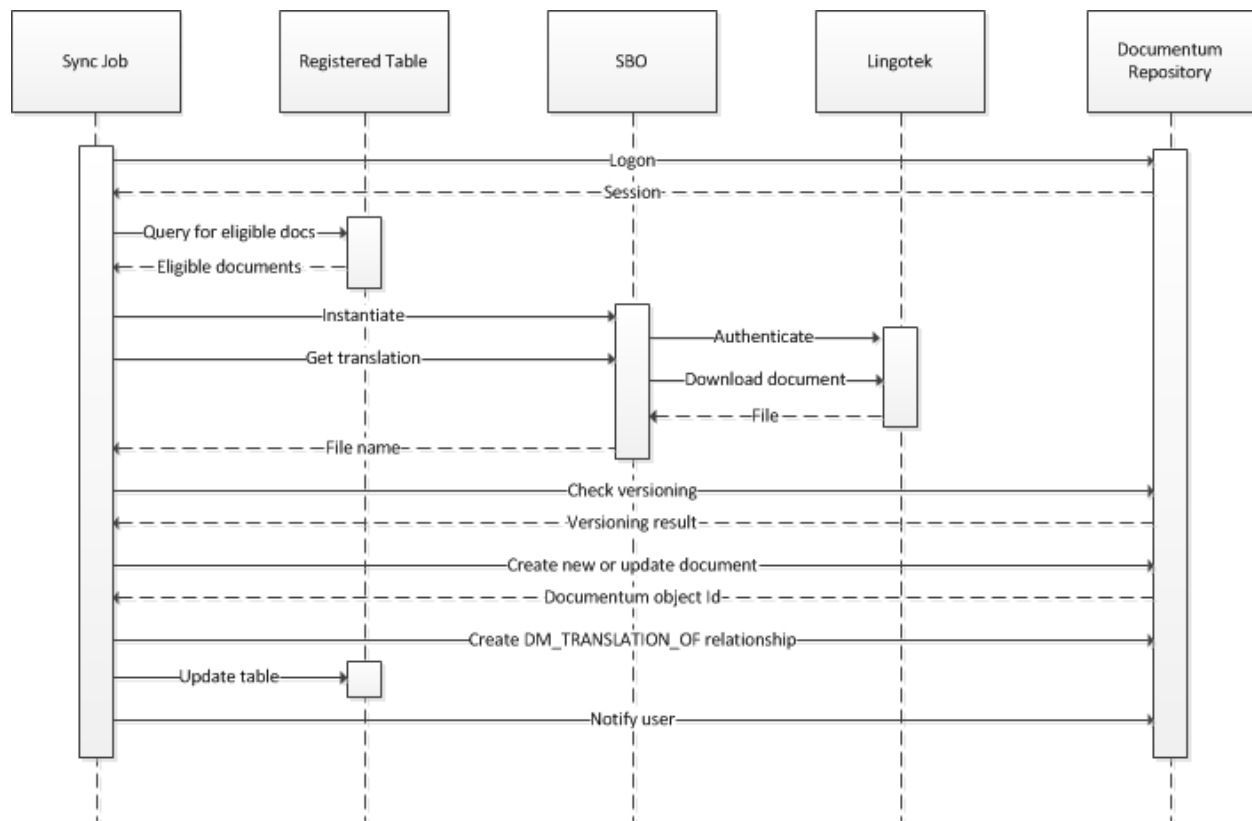 Sync Job
Registered Table
SBO
Lingotek
Documentum
Repository
Logon
Session
Query for eligible docs
Eligible documents
Instantiate
Authenticate
Get translation
Download document
File
File name
Check versioning
Versioning result
Create new or update document
Documentum object Id
Create DM_TRANSLATION_OF relationship
Update table
Notify user